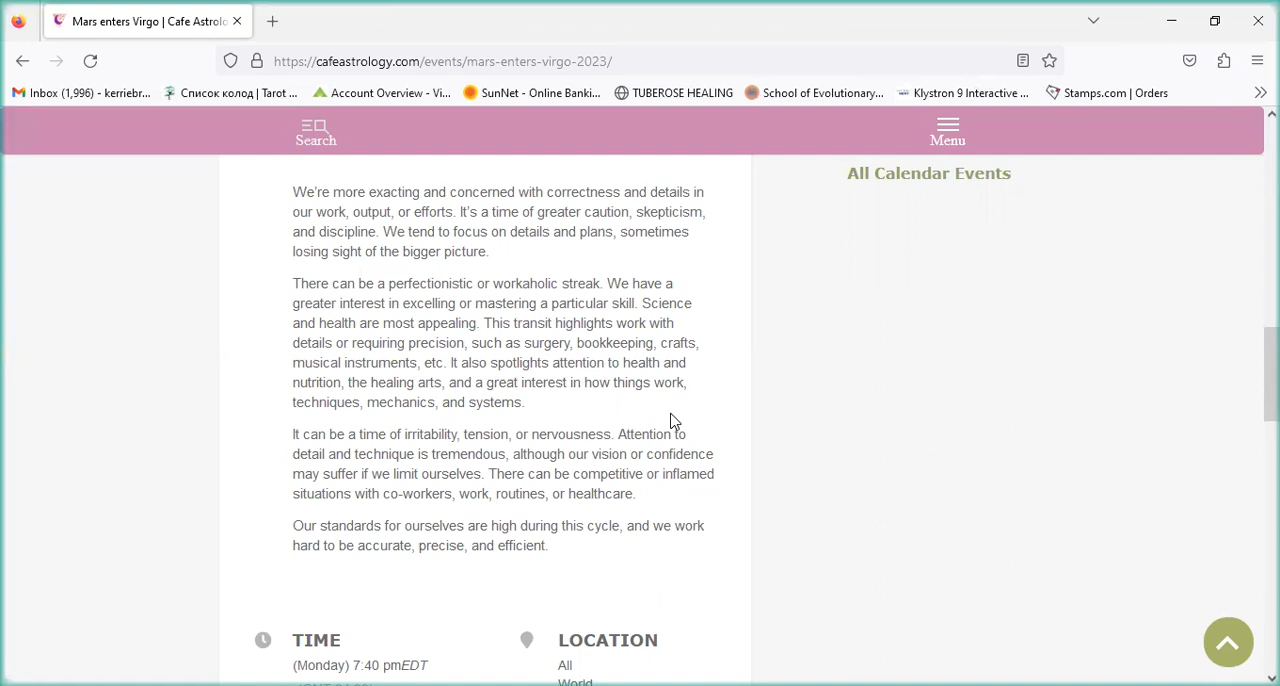 Mars enters Virgo | Cafe Astrolo
https://cafeastrology.com/events/mars-enters-virgo-2023/
Inbox (1,996) - kerriebr... Список колод | Tarot ... Account Overview - Vi... SunNet - Online Banki... TUBEROSE HEALING School of Evolutionary... Klystron 9 Interactive ... Stamps.com | Orders
Search Menu
All Calendar Events
We're more exacting and concerned with correctness and details in
our work, output, or efforts. It's a time of greater caution, skepticism,
and discipline. We tend to focus on details and plans, sometimes
losing sight of the bigger picture.
There can be a perfectionistic or workaholic streak. We have a
greater interest in excelling or mastering a particular skill. Science
and health are most appealing. This transit highlights work with
details or requiring precision, such as surgery, bookkeeping, crafts,
musical instruments, etc. It also spotlights attention to health and
nutrition, the healing arts, and a great interest in how things work,
techniques, mechanics, and systems.
It can be a time of irritability, tension, or nervousness. Attention to
detail and technique is tremendous, although our vision or confidence
may suffer if we limit ourselves. There can be competitive or inflamed
situations with co-workers, work, routines, or healthcare.
Our standards for ourselves are high during this cycle, and we work
hard to be accurate, precise, and efficient.
TIME
(Monday) 7:40 pmEDT
LOCATION
All
World